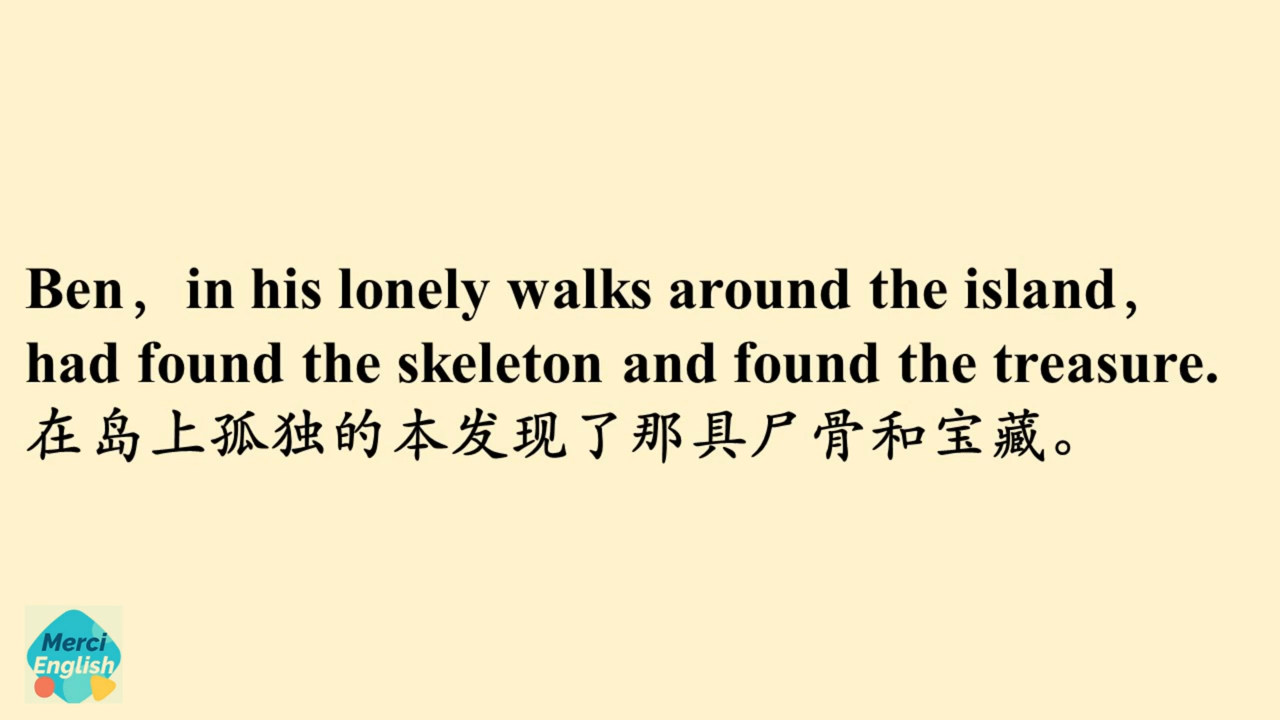 Ben，in his lonely walks around the island，
had found the skeleton and found the treasure.
在岛上孤独的本发现了那具尸骨和宝藏。
Merci
English